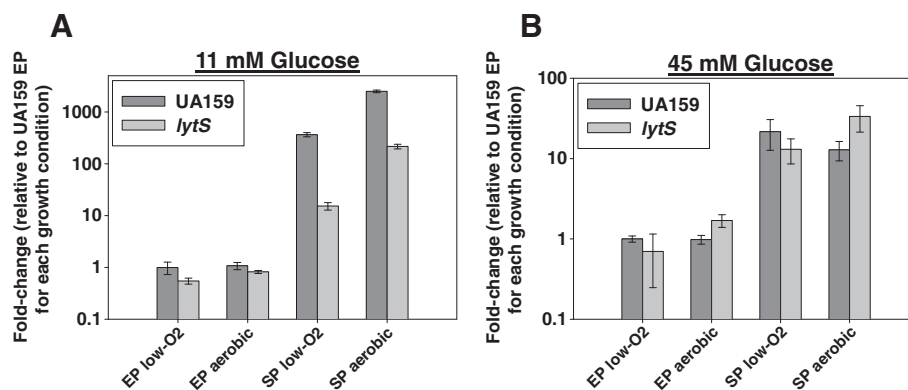 A
11 mM Glucose
Fold-change (relative to UA159 EP
for each growth condition)
1000
100
10
1
0.1
UA159
lytS
EP low-O2
EP aerobic
SP low-O2
SP aerobic
B
45 mM Glucose
Fold-change (relative to UA159 EP
for each growth condition)
100
10
1
0.1
UA159
lytS
EP low-O2
EP aerobic
SP low-O2
SP aerobic